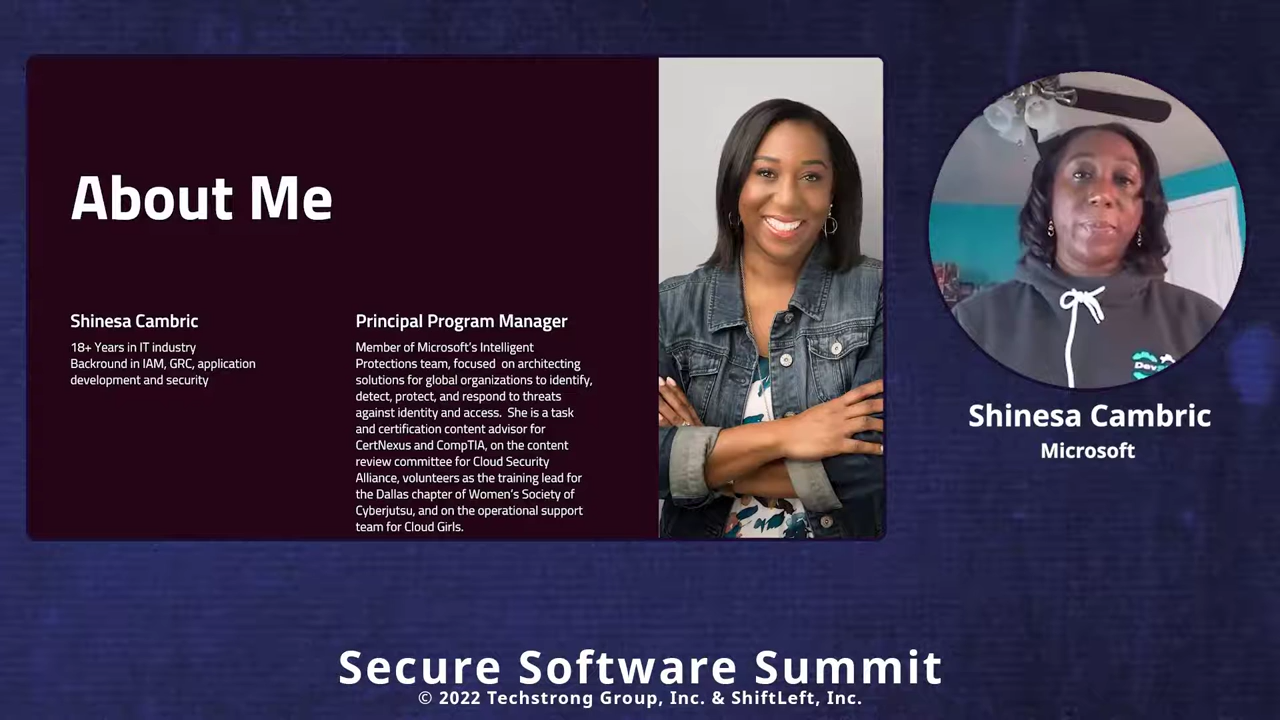 About Me
Shinesa Cambric
18+ Years in IT industry
Backround in IAM, GRC, application
development and security
Principal Program Manager
Member of Microsoft's Intelligent
Protections team, focused on architecting
solutions for global organizations to identify,
detect, protect, and respond to threats
against identity and access. She is a task
and certification content advisor for
CertNexus and CompTIA, on the content
review committee for Cloud Security
Alliance, volunteers as the training lead for
the Dallas chapter of Women's Society of
Cyberjutsu, and on the operational support
team for Cloud Girls.
Shinesa Cambric
Microsoft
Secure Software Summit
© 2022 Techstrong Group, Inc. & ShiftLeft, Inc.